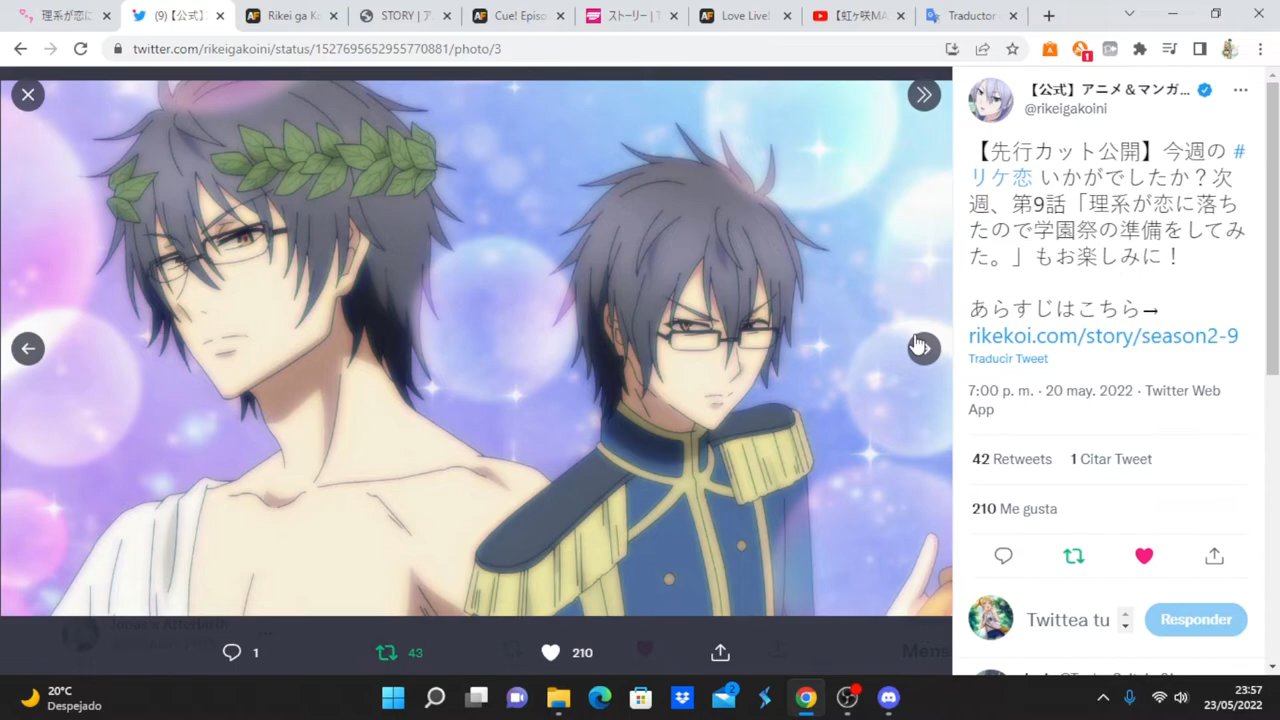 理系が恋に
(9)【公式】
Rikei ga K
STORY | ア
Cue! Episo
ストーリー | T
Love Live!
【虹ヶ咲MA
Traductor
twitter.com/rikeigakoini/status/1527695652955770881/photo/3
1
【公式】アニメ＆マンガ...
@rikeigakoini
【先行カット公開】今週の #
リケ恋 いかがでしたか？次
週、第9話「理系が恋に落ち
たので学園祭の準備をしてみ
た。」もお楽しみに！
あらすじはこちら→
rikekoi.com/story/season2-9
Traducir Tweet
7:00 p. m. · 20 may. 2022 · Twitter Web
App
42 Retweets 1 Citar Tweet
210 Me gusta
Twittea tu
Responder
1 43 210
Mens
20°C
Despejado
2
23:57
23/05/2022